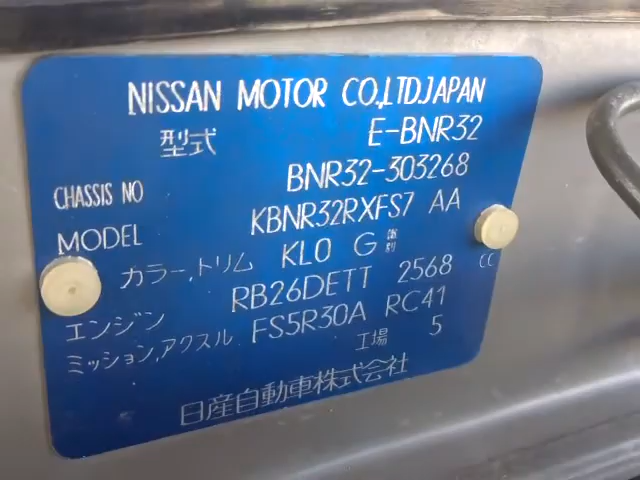 NISSAN MOTOR CO.,LTD.JAPAN
型式 E-BNR32
CHASSIS NO BNR32-303268
MODEL KBNR32RXFS7 AA
カラー,トリム KL0 G
エンジン RB26DETT 2568 CC
ミッション,アクスル FS5R30A RC41
工場 5
日産自動車株式会社